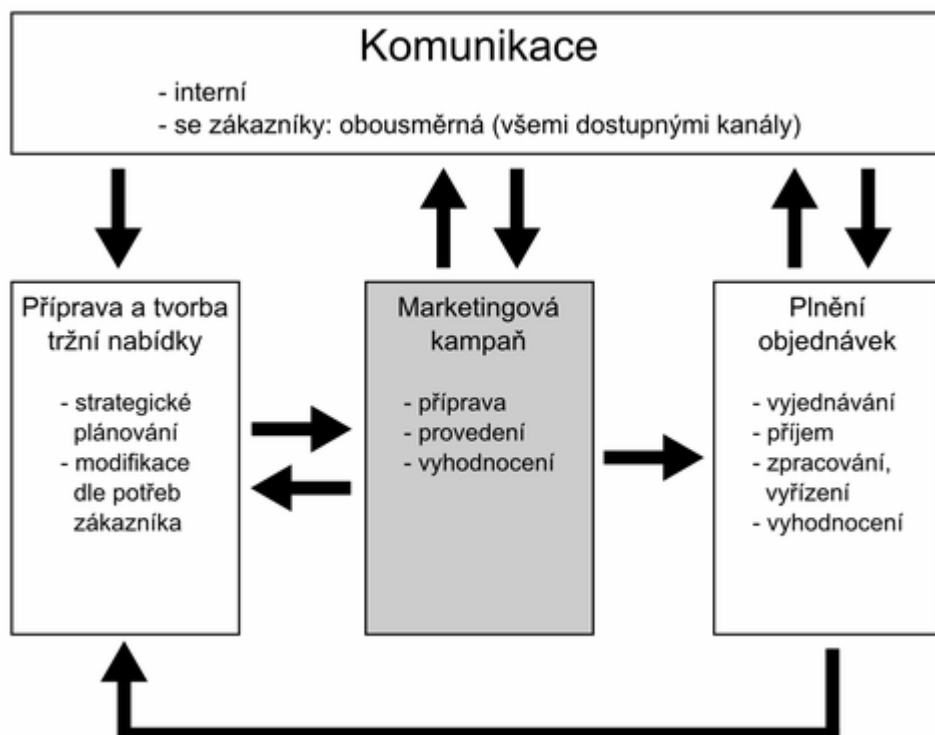 Komunikace
- interní
- se zákazníky: obousměrná (všemi dostupnými kanály)
Příprava a tvorba
tržní nabídky
- strategické
plánování
- modifikace
dle potřeb
zákazníka
Marketingová
kampaň
- příprava
- provedení
- vyhodnocení
Plnění
objednávek
- vyjednávání
- příjem
- zpracování,
vyřízení
- vyhodnocení